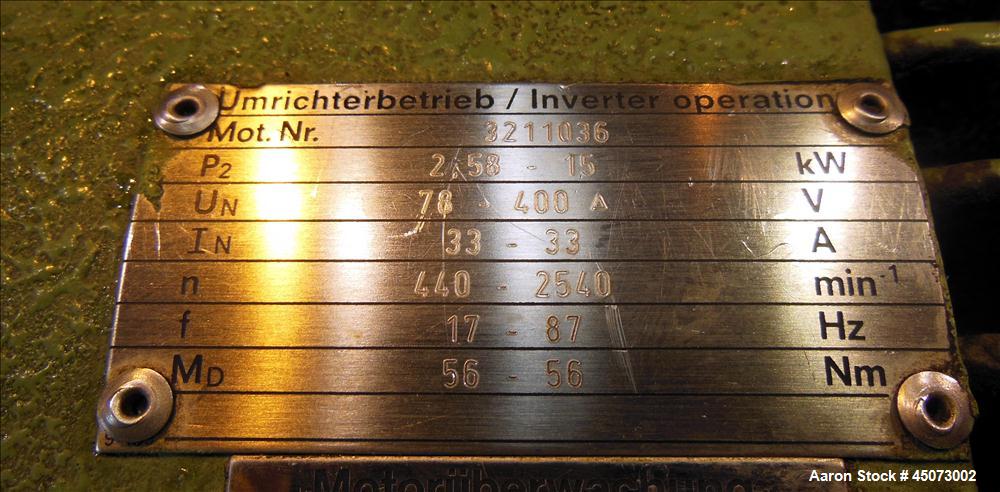 Umrichterbetrieb / Inverter operation
Mot. Nr. 3211036
P2 2,58 - 15 kW
UN 78 - 400 Δ V
IN 33 - 33 A
n 440 - 2540 min-1
f 17 - 87 Hz
MD 56 - 56 Nm
Motorüberwachung
Aaron Stock # 45073002